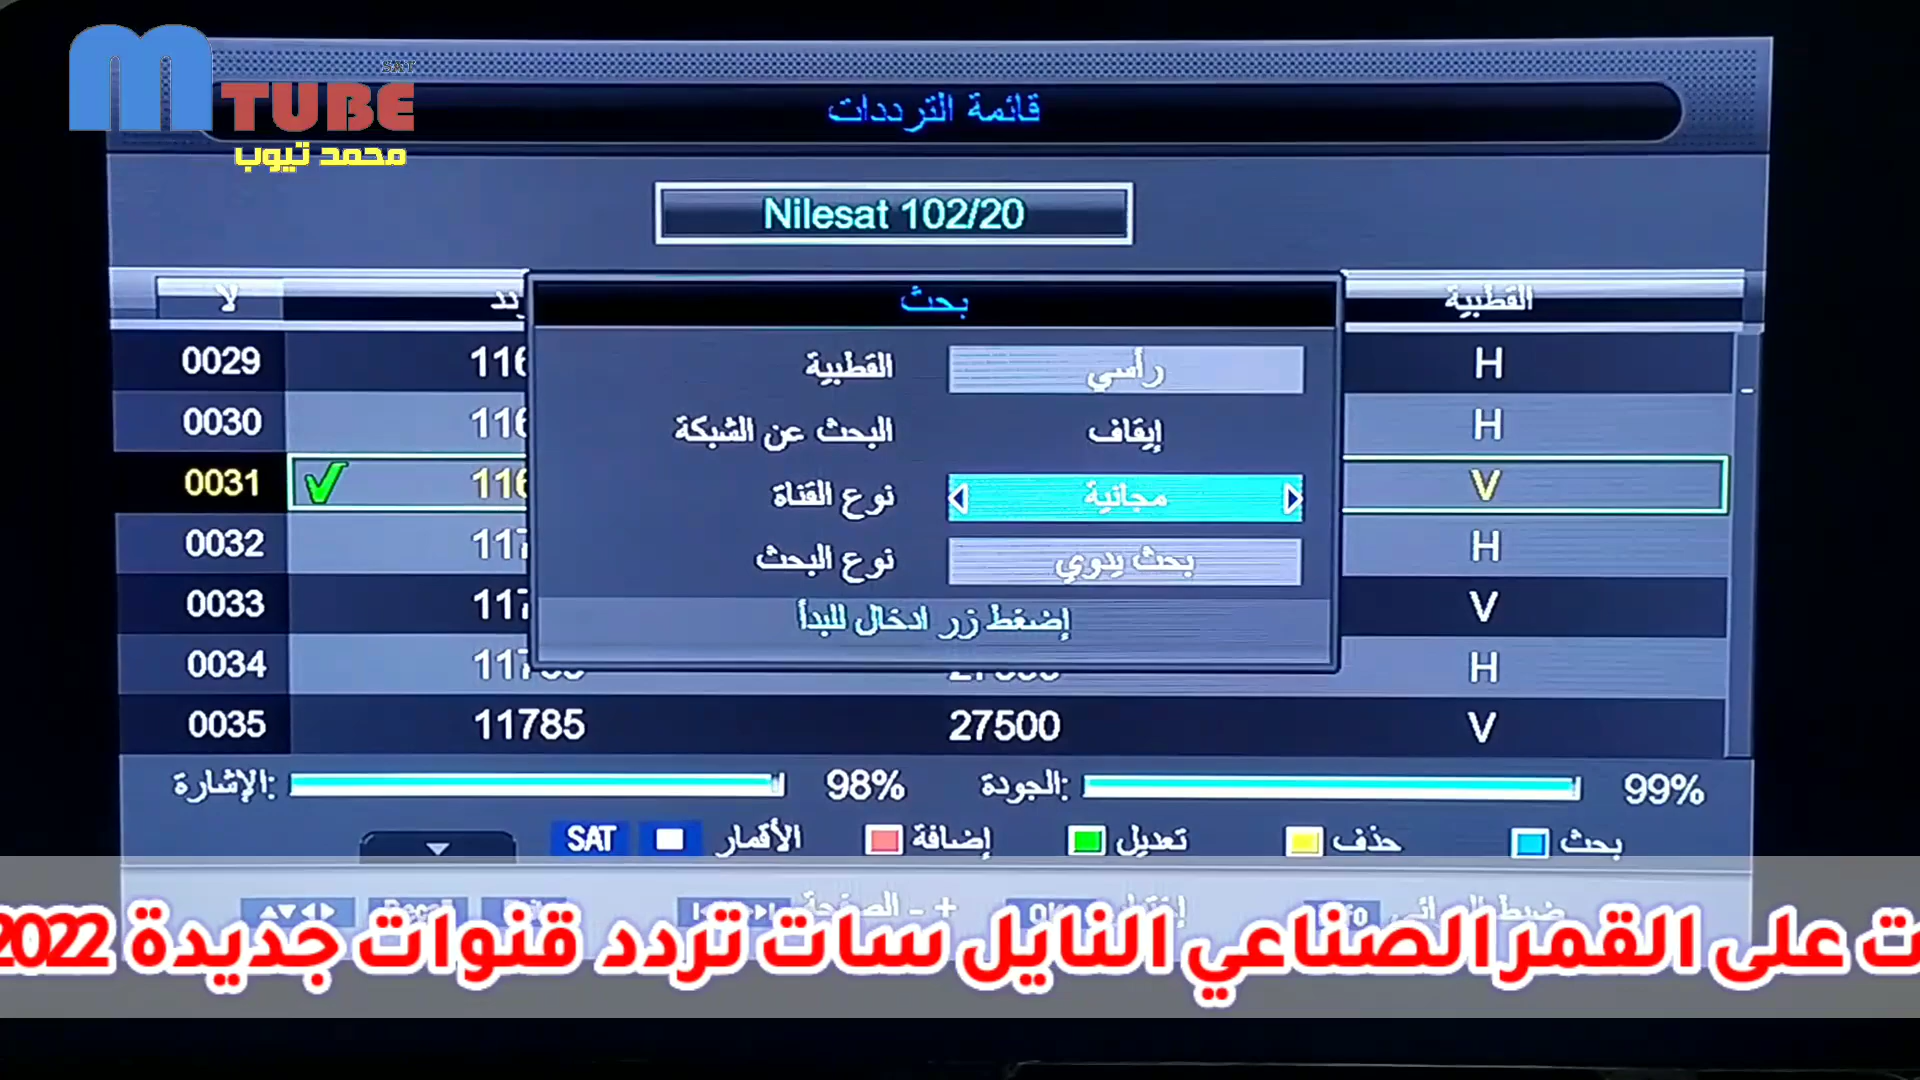 M
SAT
TUBE
محمد تيوب
قائمة الترددات
Nilesat 102/20
لا القطبية
بحث
0029 H
القطبية رأسي
0030 H
البحث عن الشبكة إيقاف
0031 V
نوع القناة مجانية
0032 H
نوع البحث بحث يدوي
0033 V
إضغط زر ادخال للبدأ
0034 H
0035 11785 27500 V
الإشارة: 98% الجودة: 99%
SAT الأقمار إضافة تعديل حذف بحث
+ - الصفحة
على القمر الصناعي النايل سات تردد قنوات جديدة 2022